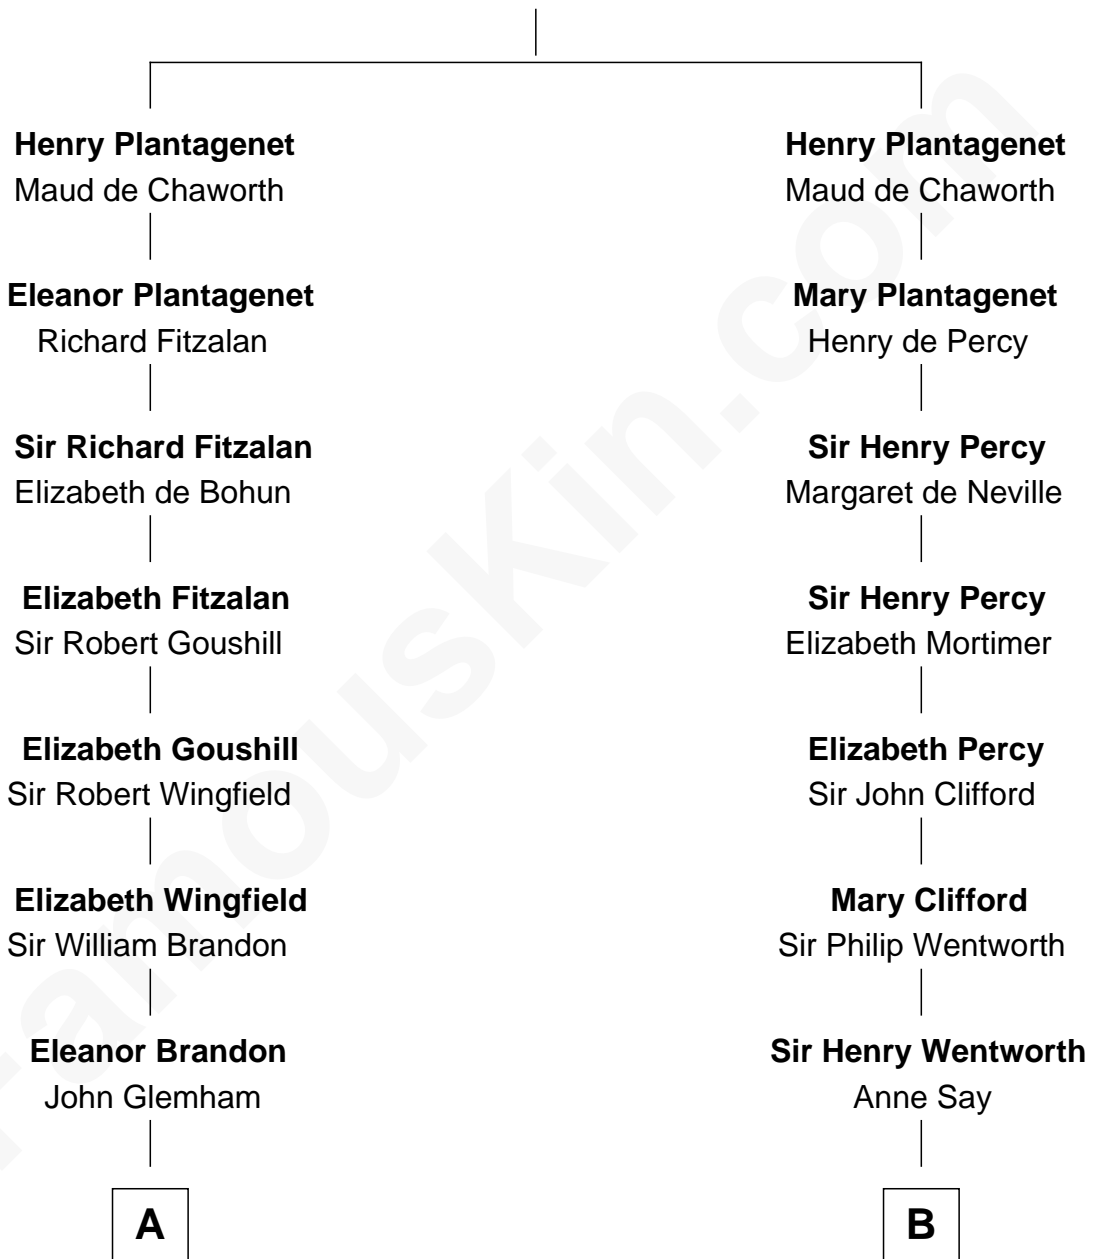 Henry Plantagenet
Maud de Chaworth
Eleanor Plantagenet
Richard Fitzalan
Sir Richard Fitzalan
Elizabeth de Bohun
Elizabeth Fitzalan
Sir Robert Goushill
Elizabeth Goushill
Sir Robert Wingfield
Elizabeth Wingfield
Sir William Brandon
Eleanor Brandon
John Glemham
A
Henry Plantagenet
Maud de Chaworth
Mary Plantagenet
Henry de Percy
Sir Henry Percy
Margaret de Neville
Sir Henry Percy
Elizabeth Mortimer
Elizabeth Percy
Sir John Clifford
Mary Clifford
Sir Philip Wentworth
Sir Henry Wentworth
Anne Say
B
FamousKin.com